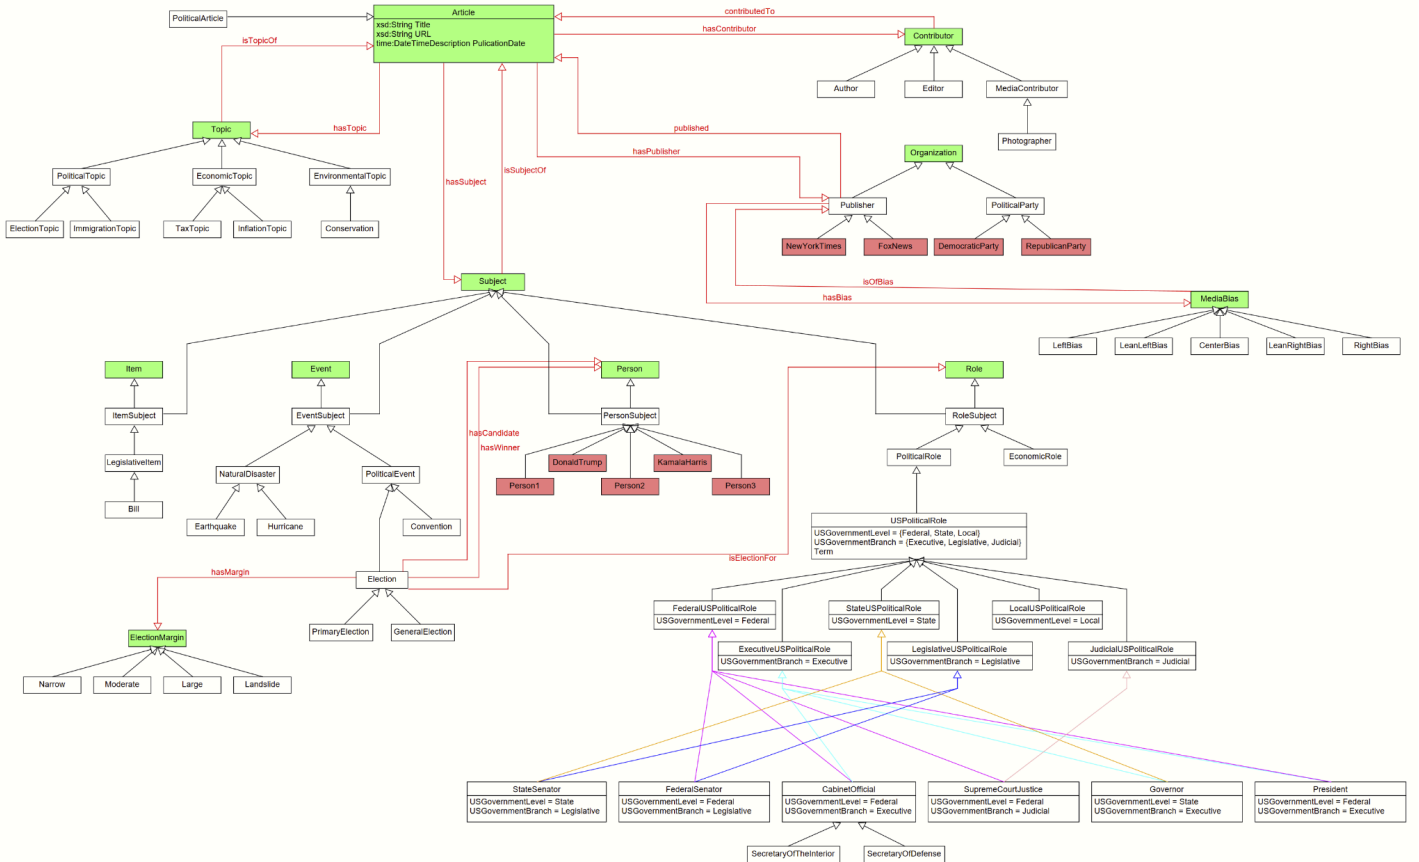 PoliticalArticle
Article
xsd:String Title
xsd:String URL
time:DateTimeDescription PulicationDate
contributedTo
hasContributor
Contributor
isTopicOf
Author
Editor
MediaContributor
Photographer
Topic
hasTopic
published
hasPublisher
Organization
PoliticalTopic
EconomicTopic
EnvironmentalTopic
hasSubject
isSubjectOf
Publisher
PoliticalParty
ElectionTopic
ImmigrationTopic
TaxTopic
InflationTopic
Conservation
NewYorkTimes
FoxNews
DemocraticParty
RepublicanParty
Subject
isOfBias
hasBias
MediaBias
LeftBias
LeanLeftBias
CenterBias
LeanRightBias
RightBias
Item
Event
Person
Role
ItemSubject
EventSubject
PersonSubject
RoleSubject
hasCandidate
hasWinner
LegislativeItem
NaturalDisaster
PoliticalEvent
DonaldTrump
KamalaHarris
PoliticalRole
EconomicRole
Person1
Person2
Person3
Bill
Earthquake
Hurricane
Convention
USPoliticalRole
USGovernmentLevel = {Federal, State, Local}
USGovernmentBranch = {Executive, Legislative, Judicial}
Term
isElectionFor
hasMargin
Election
PrimaryElection
GeneralElection
ElectionMargin
Narrow
Moderate
Large
Landslide
FederalUSPoliticalRole
USGovernmentLevel = Federal
StateUSPoliticalRole
USGovernmentLevel = State
LocalUSPoliticalRole
USGovernmentLevel = Local
ExecutiveUSPoliticalRole
USGovernmentBranch = Executive
LegislativeUSPoliticalRole
USGovernmentBranch = Legislative
JudicialUSPoliticalRole
USGovernmentBranch = Judicial
StateSenator
USGovernmentLevel = State
USGovernmentBranch = Legislative
FederalSenator
USGovernmentLevel = Federal
USGovernmentBranch = Legislative
CabinetOfficial
USGovernmentLevel = Federal
USGovernmentBranch = Executive
SupremeCourtJustice
USGovernmentLevel = Federal
USGovernmentBranch = Judicial
Governor
USGovernmentLevel = State
USGovernmentBranch = Executive
President
USGovernmentLevel = Federal
USGovernmentBranch = Executive
SecretaryOfTheInterior
SecretaryOfDefense